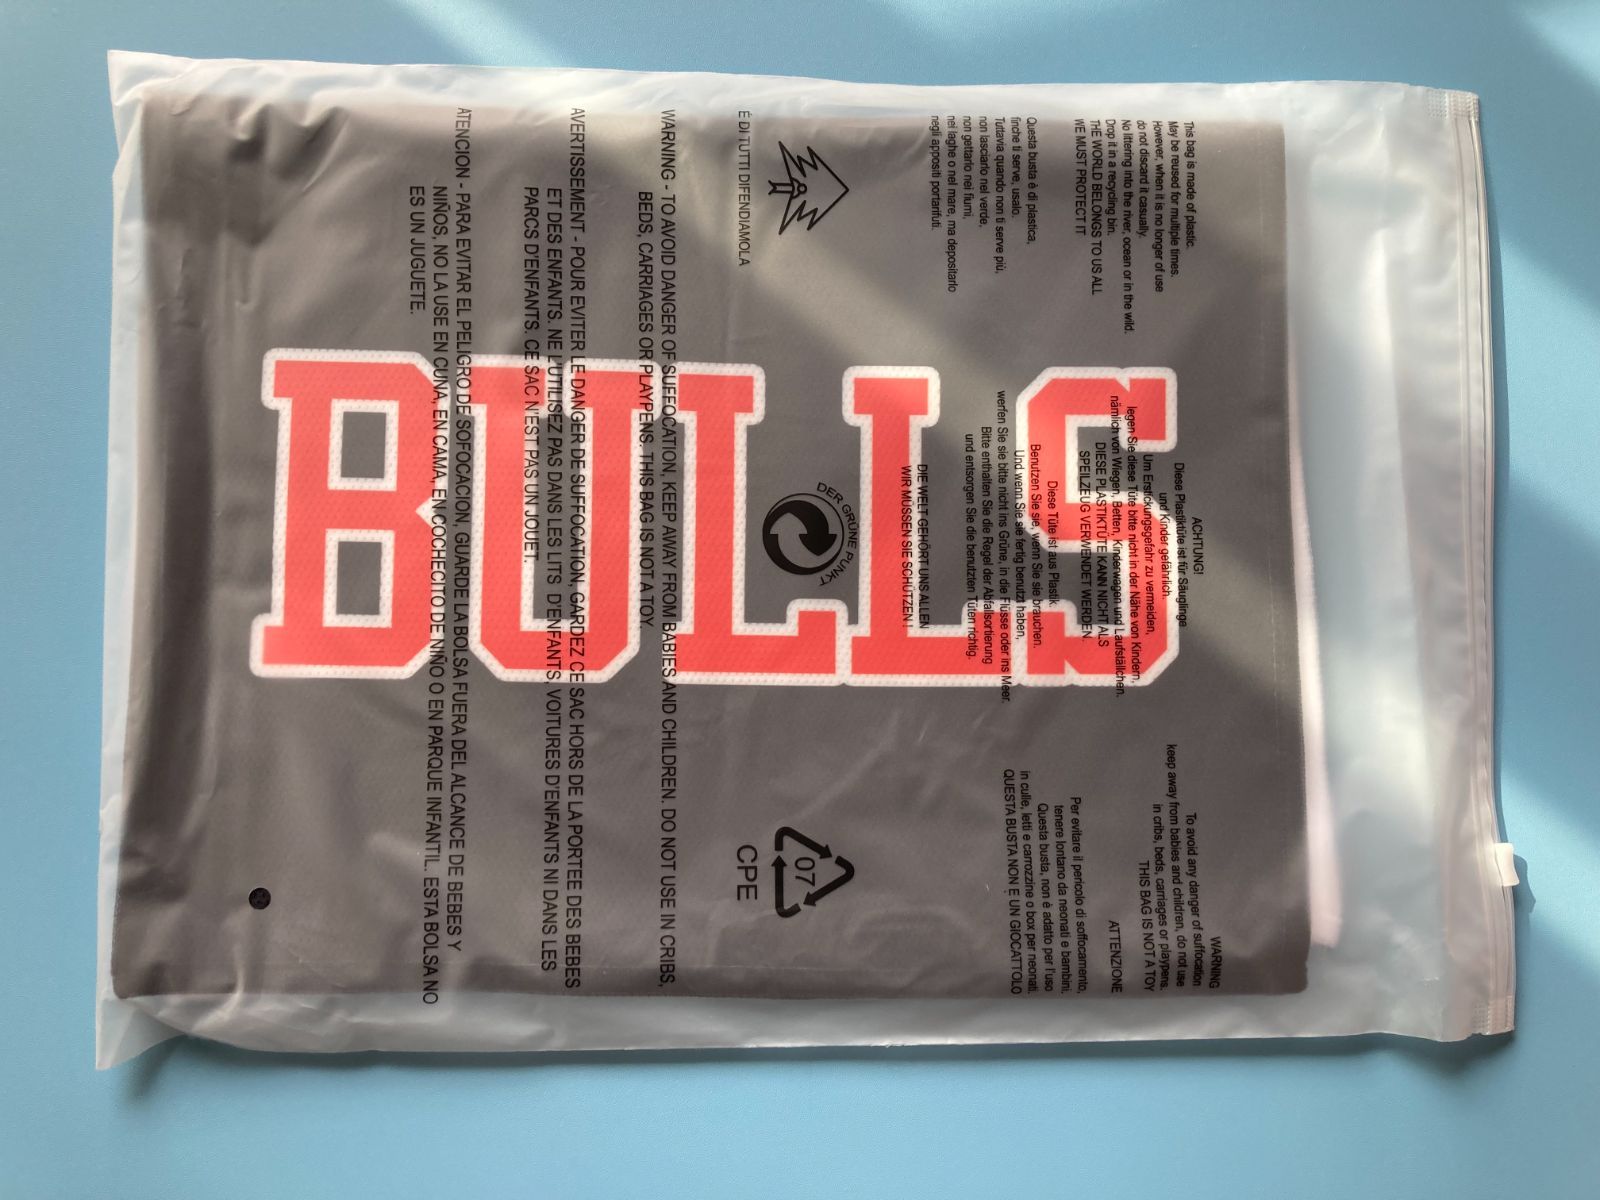 This bag is made of plastic.
May be reused for multiple times.
However, when it is no longer of use
do not discard it casually.
No littering into the river, ocean or in the wild.
Drop it in a recycling bin.
THE WORLD BELONGS TO US ALL
WE MUST PROTECT IT
Questa busta è di plastica,
finche ti serve, usalo.
Tuttavia quando non ti serve più,
non lasciarlo nel verde,
non gettarlo nei fiumi,
nei laghe o nel mare, ma depositarlo
negli appositi portarifiuti.
È DI TUTTI DIFENDIAMOLA
ACHTUNG!
Diese Plastiktüte ist für Säuglinge
und Kinder gefährlich.
Um Erstickungsgefahr zu vermeiden,
legen Sie diese Tüte bitte nicht in der Nähe von Kindern,
nämlich von Wiegen, Betten, Kinderwagen und Laufställchen.
DIESE PLASTIKTÜTE KANN NICHT ALS
SPEILZEUG VERWENDET WERDEN.
Diese Tüte ist aus Plastik
Benutzen Sie sie, wenn Sie sie brauchen.
Und wenn Sie sie fertig benutzt haben,
werfen Sie sie bitte nicht ins Grüne, in die Flüsse oder ins Meer.
Bitte enthalten Sie die Regel der Abfallsortierung
und entsorgen Sie die benutzten Tüten richtig.
DIE WELT GEHÖRT UNS ALLEN
WIR MÜSSEN SIE SCHÜTZEN !
DER GRÜNE PUNKT
WARNING
To avoid any danger of suffocation
keep away from babies and children, do not use
in cribs, beds, carriages or playpens.
THIS BAG IS NOT A TOY
ATTENZIONE
Per evitare il pericolo di soffocamento,
tenere lontano da neonati e bambini.
Questa busta, non è adatto per l'uso
in culle, letti e carrozzine o box per neonati.
QUESTA BUSTA NON E UN GIOCATTOLO
07
CPE
BULLS
WARNING - TO AVOID DANGER OF SUFFOCATION, KEEP AWAY FROM BABIES AND CHILDREN. DO NOT USE IN CRIBS,
BEDS, CARRIAGES OR PLAYPENS. THIS BAG IS NOT A TOY.
AVERTISSEMENT - POUR EVITER LE DANGER DE SUFFOCATION, GARDEZ CE SAC HORS DE LA PORTEE DES BEBES
ET DES ENFANTS. NE L'UTILISEZ PAS DANS LES LITS D'ENFANTS, VOITURES D'ENFANTS NI DANS LES
PARCS D'ENFANTS. CE SAC N'EST PAS UN JOUET.
ATENCION - PARA EVITAR EL PELIGRO DE SOFOCACION, GUARDE LA BOLSA FUERA DEL ALCANCE DE BEBES Y
NIÑOS, NO LA USE EN CUNA, EN CAMA, EN COCHECITO DE NIÑO O EN PARQUE INFANTIL. ESTA BOLSA NO
ES UN JUGUETE.